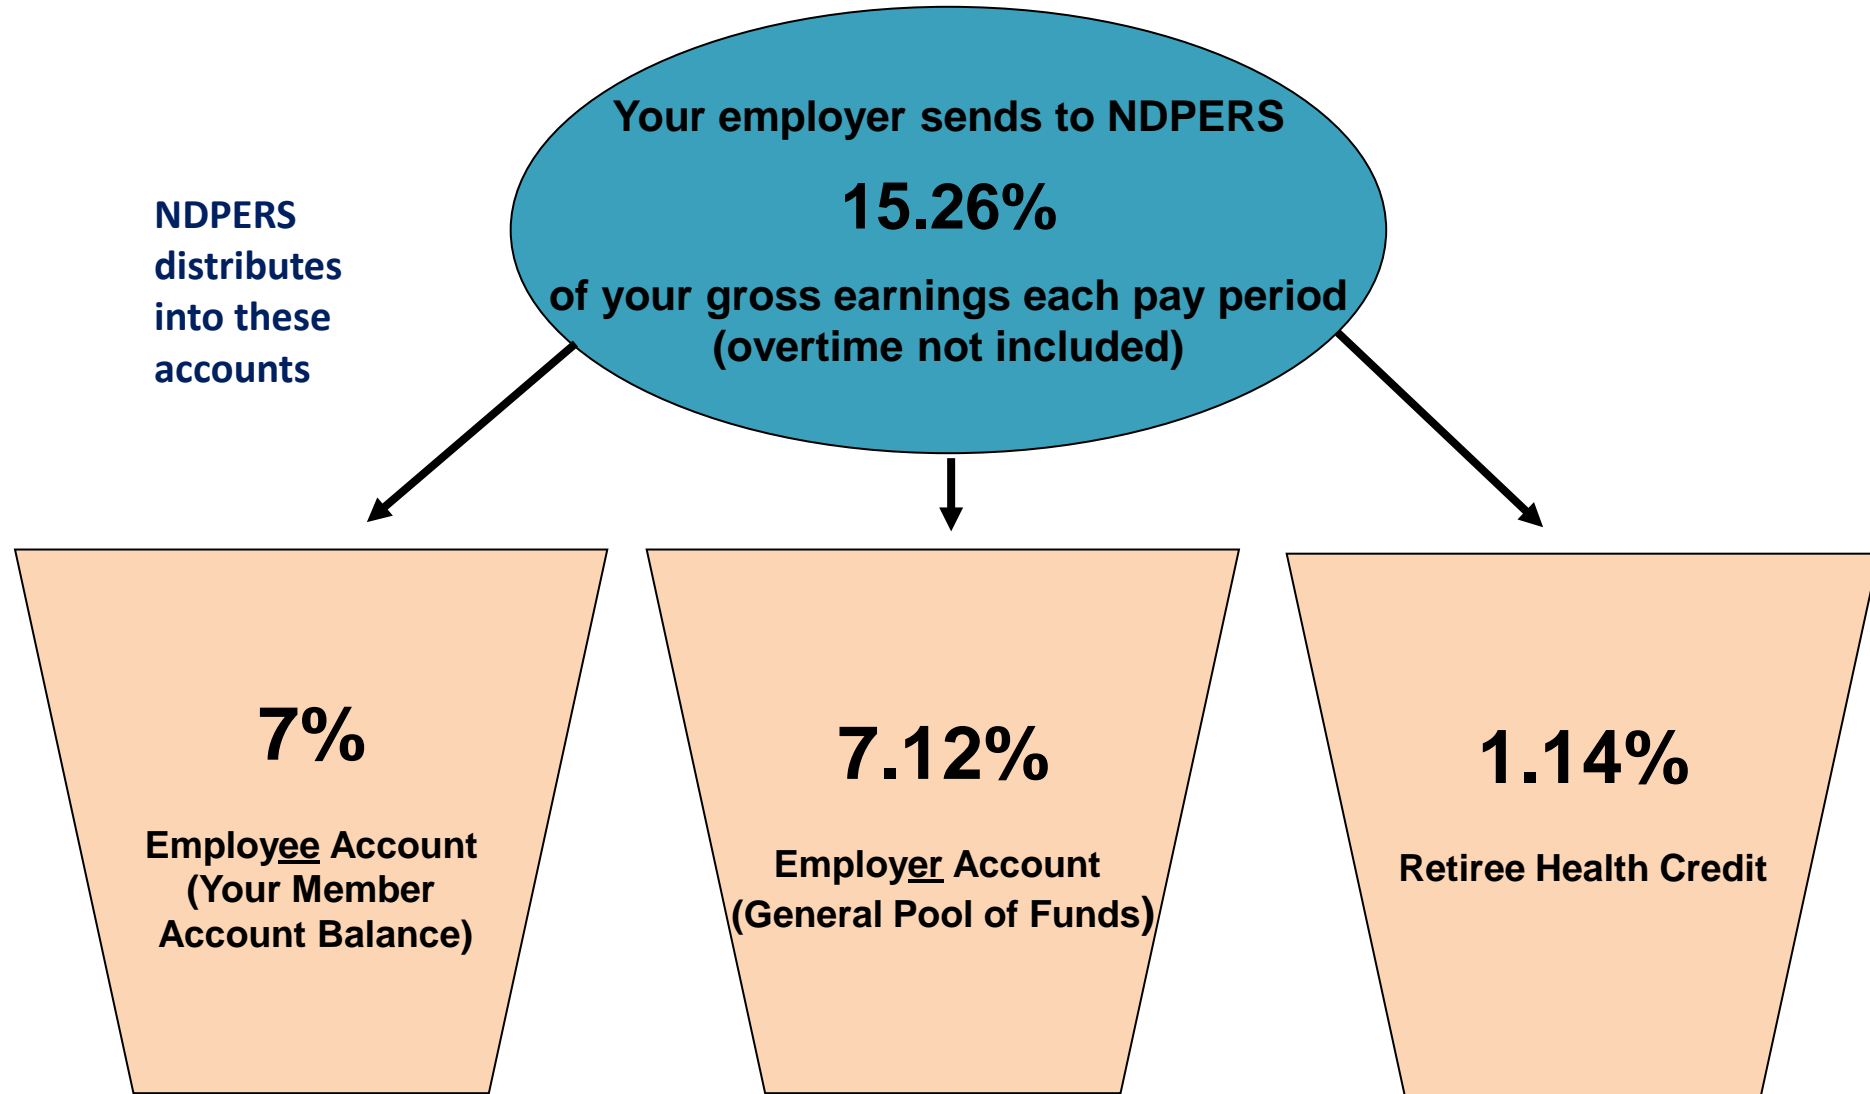 Your employer sends to NDPERS
15.26%
of your gross earnings each pay period
(overtime not included)
NDPERS
distributes
into these
accounts
7%
Employee Account
(Your Member
Account Balance)
7.12%
Employer Account
(General Pool of Funds)
1.14%
Retiree Health Credit